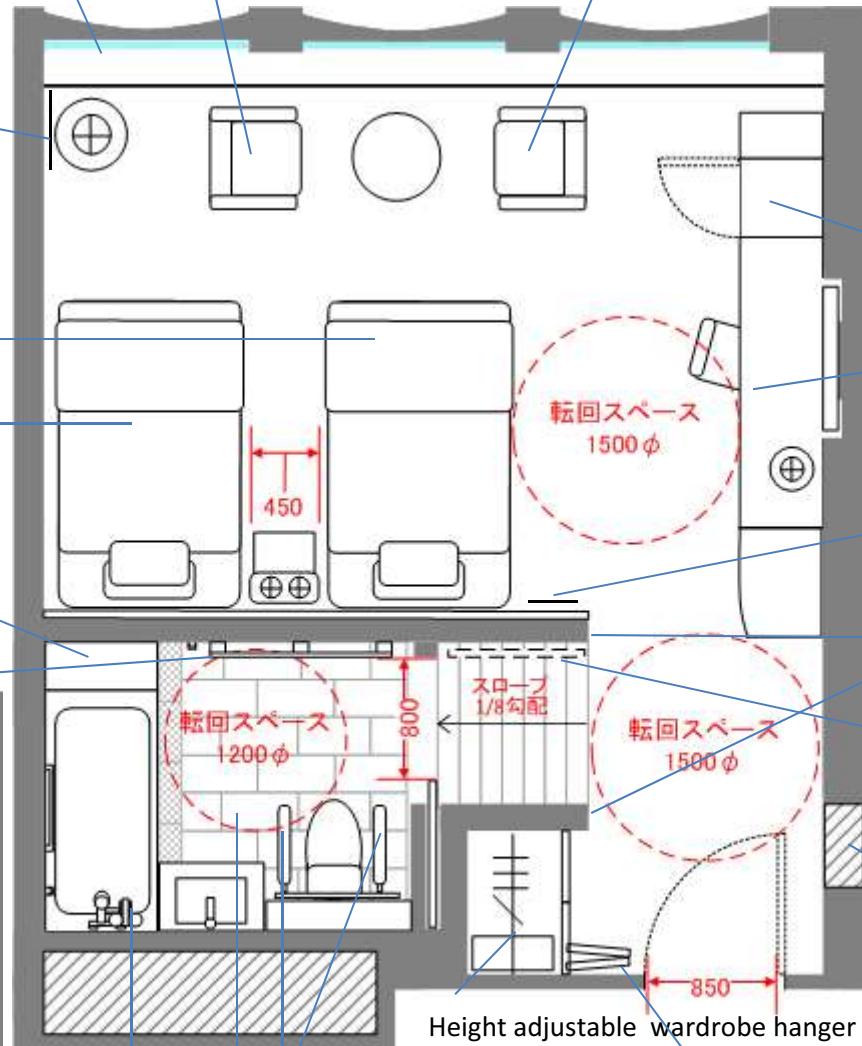 転回スペース
1500φ
450
スロープ
1/8勾配
800
転回スペース
1200φ
転回スペース
1500φ
850
Height adjustable wardrobe hanger